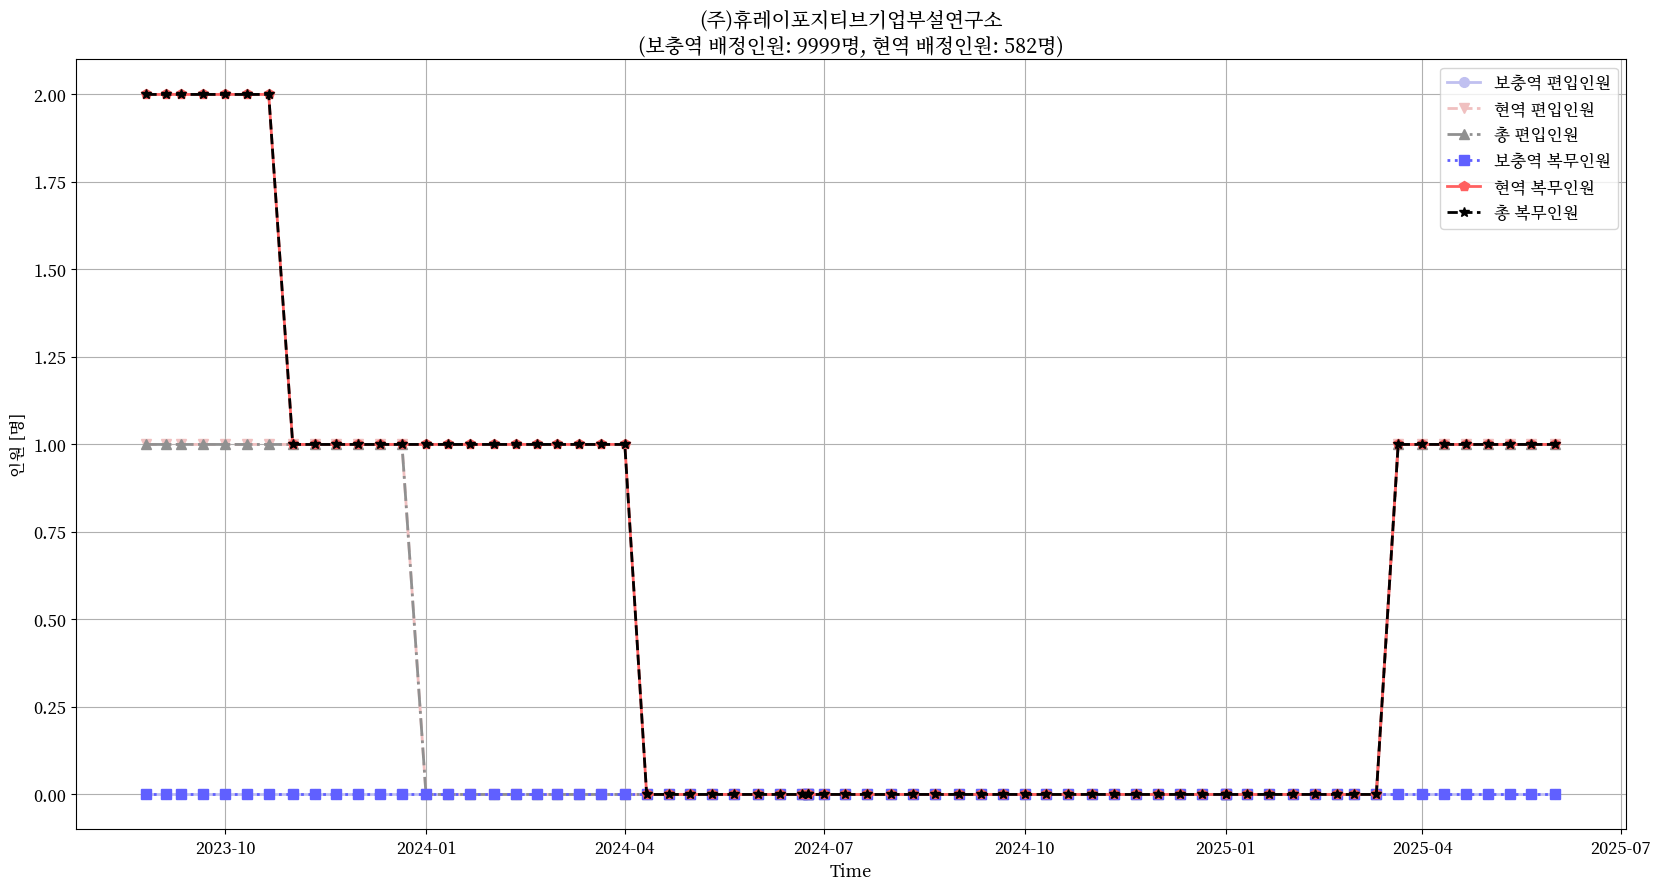 (주)휴레이포지티브기업부설연구소
(보충역 배정인원: 9999명, 현역 배정인원: 582명)
보충역 편입인원
현역 편입인원
총 편입인원
보충역 복무인원
현역 복무인원
총 복무인원
인원 [명]
2.00
1.75
1.50
1.25
1.00
0.75
0.50
0.25
0.00
2023-10
2024-01
2024-04
2024-07
2024-10
2025-01
2025-04
2025-07
Time